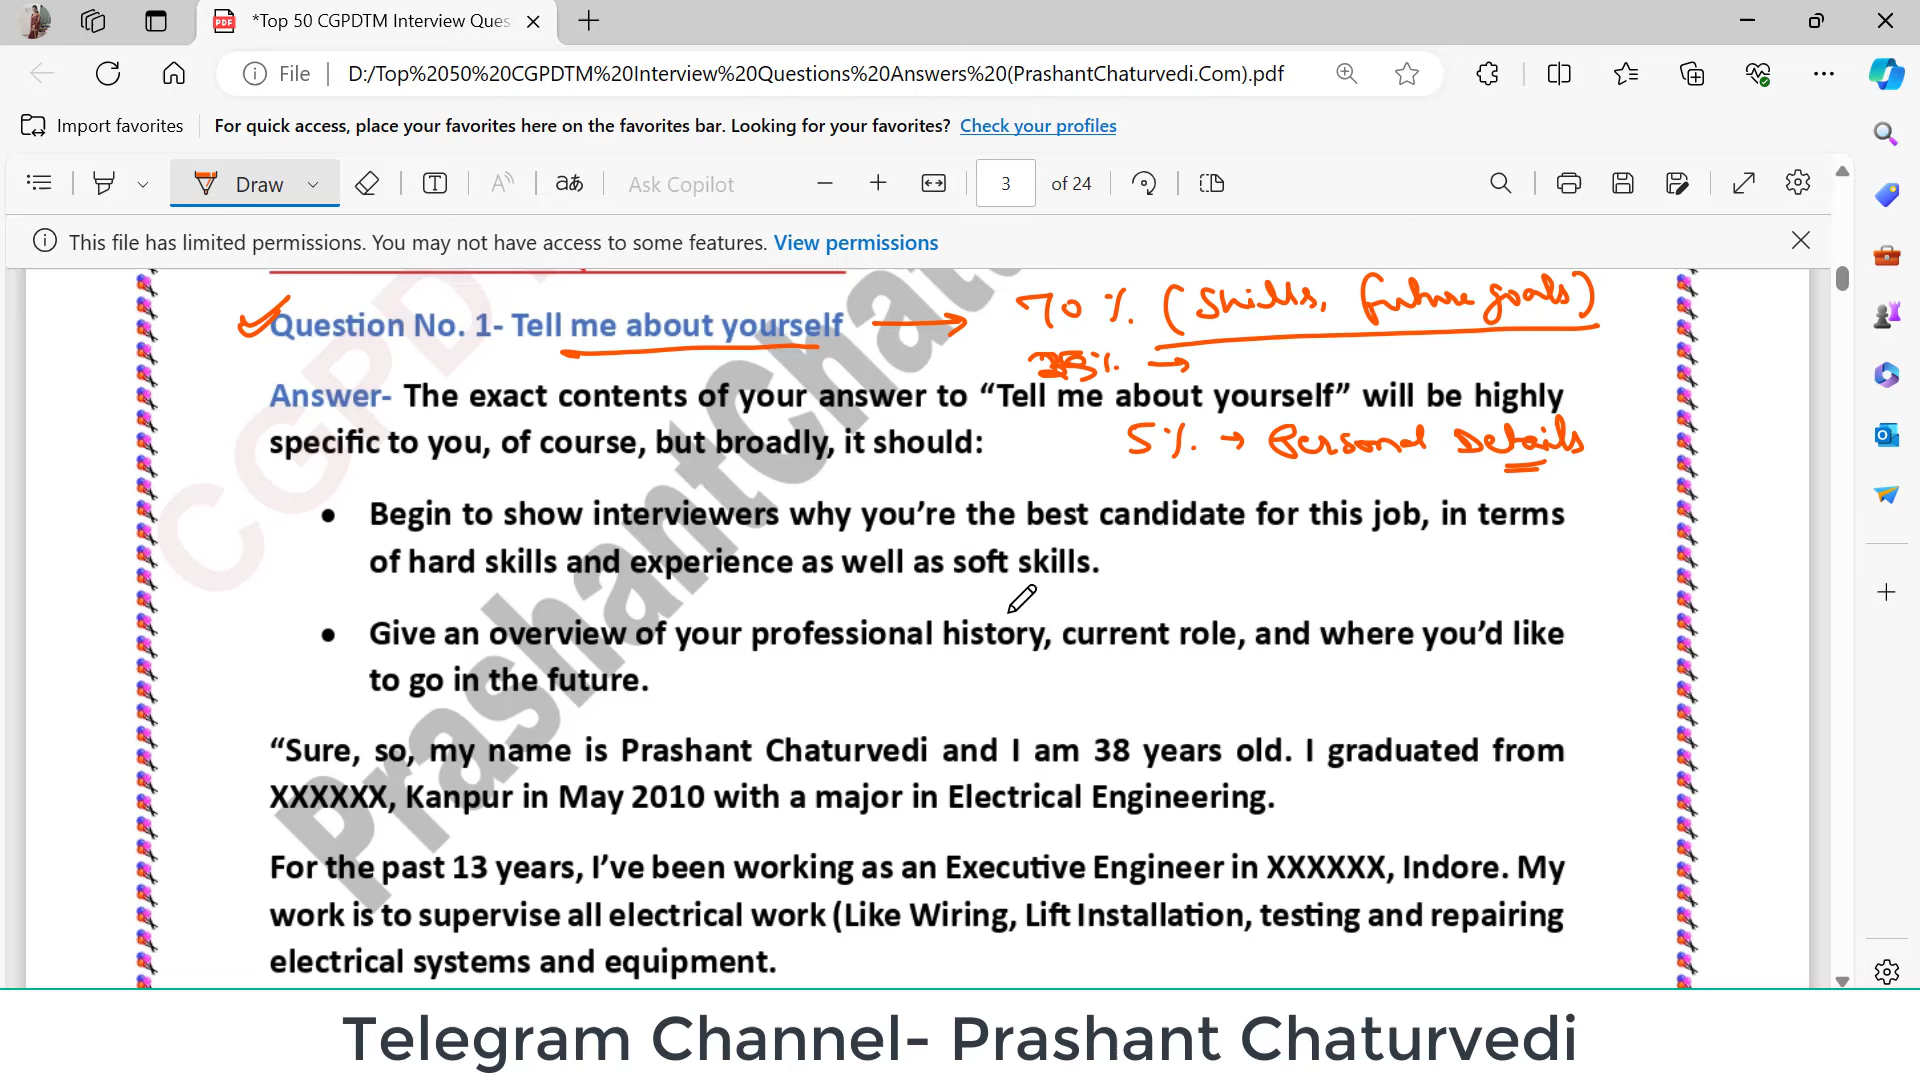 *Top 50 CGPDTM Interview Ques
File D:/Top%2050%20CGPDTM%20Interview%20Questions%20Answers%20(PrashantChaturvedi.Com).pdf
Import favorites For quick access, place your favorites here on the favorites bar. Looking for your favorites? Check your profiles
Draw Ask Copilot 3 of 24
This file has limited permissions. You may not have access to some features. View permissions
70 % (Skills, future goals)
Question No. 1- Tell me about yourself
Answer- The exact contents of your answer to “Tell me about yourself” will be highly
specific to you, of course, but broadly, it should:
5% → Personal Details
• Begin to show interviewers why you’re the best candidate for this job, in terms
of hard skills and experience as well as soft skills.
• Give an overview of your professional history, current role, and where you’d like
to go in the future.
“Sure, so, my name is Prashant Chaturvedi and I am 38 years old. I graduated from
XXXXXX, Kanpur in May 2010 with a major in Electrical Engineering.
For the past 13 years, I’ve been working as an Executive Engineer in XXXXXX, Indore. My
work is to supervise all electrical work (Like Wiring, Lift Installation, testing and repairing
electrical systems and equipment.
CGPD
PrashantChatu
Telegram Channel- Prashant Chaturvedi